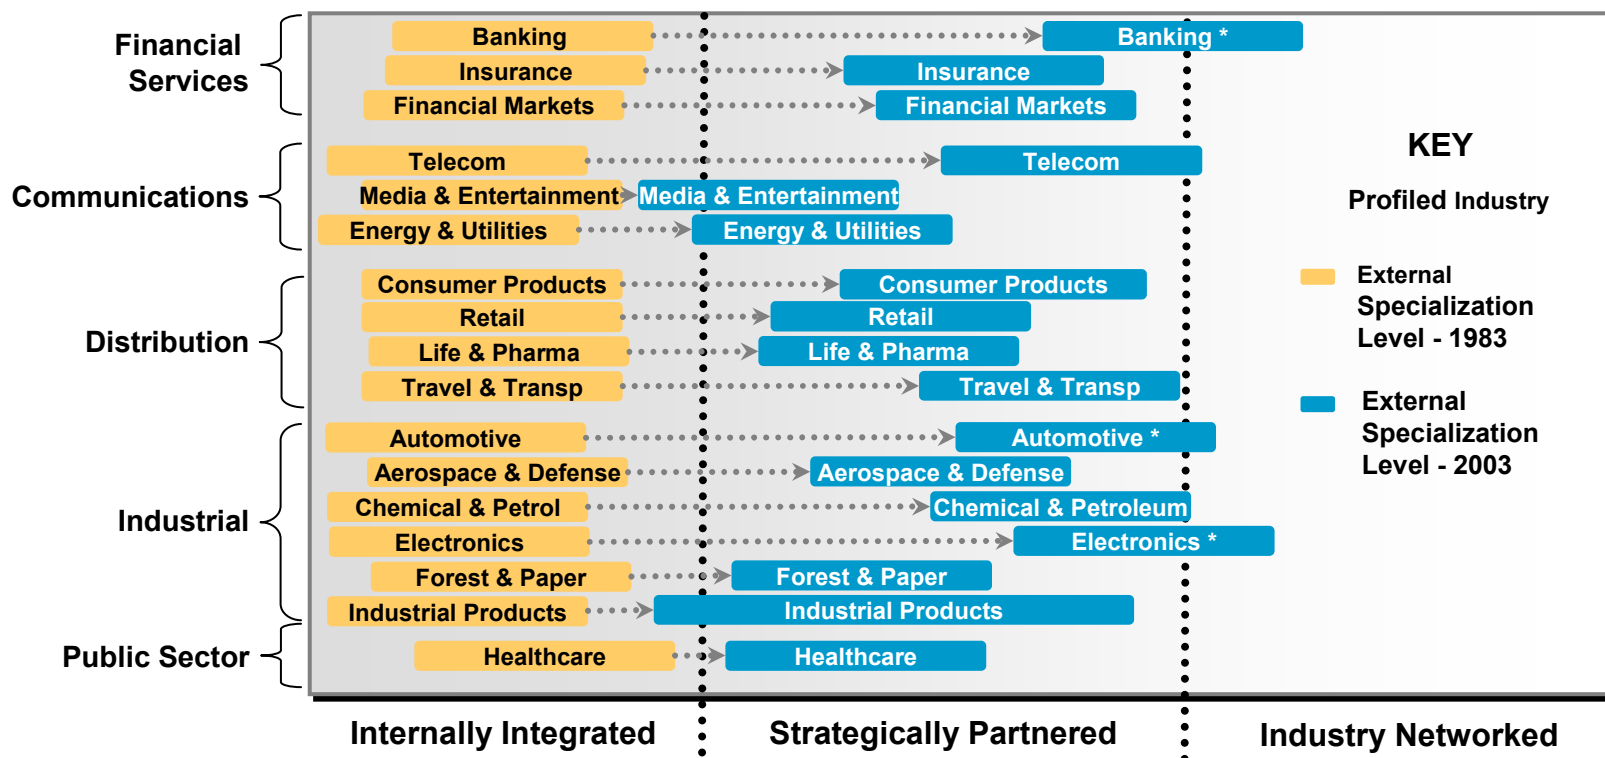 Financial
Services
Banking
Banking *
Insurance
Insurance
Financial Markets
Financial Markets
Communications
Telecom
Telecom
Media & Entertainment
Media & Entertainment
Energy & Utilities
Energy & Utilities
Distribution
Consumer Products
Consumer Products
Retail
Retail
Life & Pharma
Life & Pharma
Travel & Transp
Travel & Transp
Industrial
Automotive
Automotive *
Aerospace & Defense
Aerospace & Defense
Chemical & Petrol
Chemical & Petroleum
Electronics
Electronics *
Forest & Paper
Forest & Paper
Industrial Products
Industrial Products
Public Sector
Healthcare
Healthcare
KEY
Profiled Industry
External
Specialization
Level - 1983
External
Specialization
Level - 2003
Internally Integrated
Strategically Partnered
Industry Networked